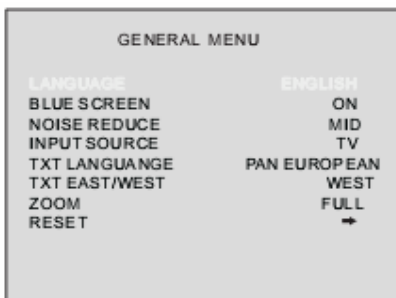 GENERAL MENU
LANGUAGE ENGLISH
BLUE SCREEN ON
NOISE REDUCE MID
INPUT SOURCE TV
TXT LANGUANGE PAN EUROPEAN
TXT EAST/WEST WEST
ZOOM FULL
RESET ➡